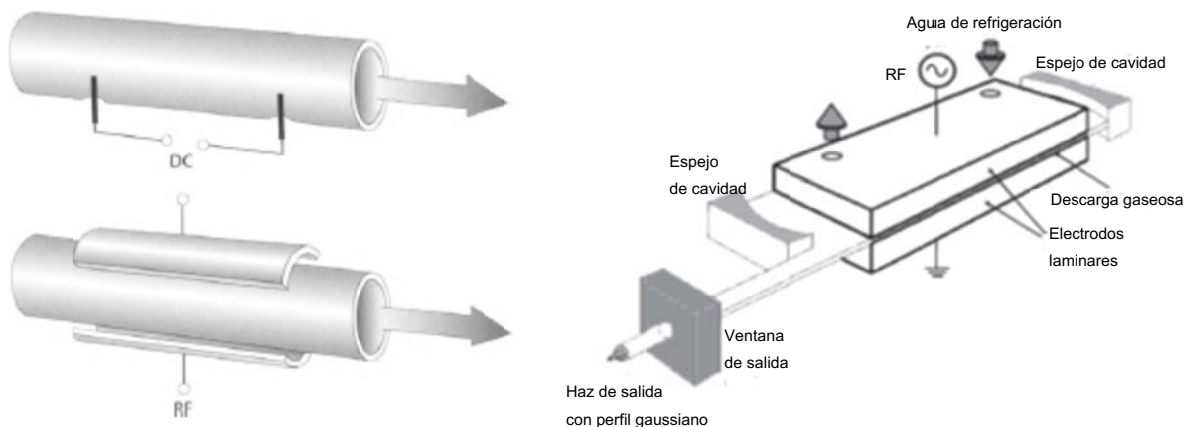 DC
RF
Agua de refrigeración
RF
Espejo de cavidad
Espejo
de cavidad
Descarga gaseosa
Electrodos
laminares
Ventana
de salida
Haz de salida
con perfil gaussiano